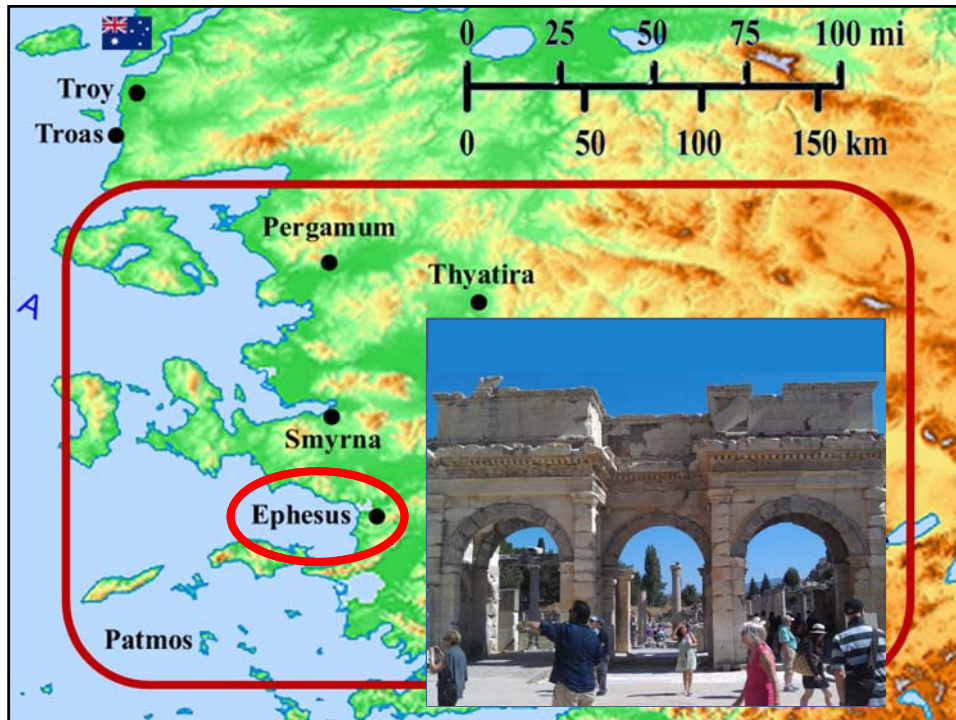 0 25 50 75 100 mi
0 50 100 150 km
Troy
Troas
Pergamum
Thyatira
A
Smyrna
Ephesus
Patmos